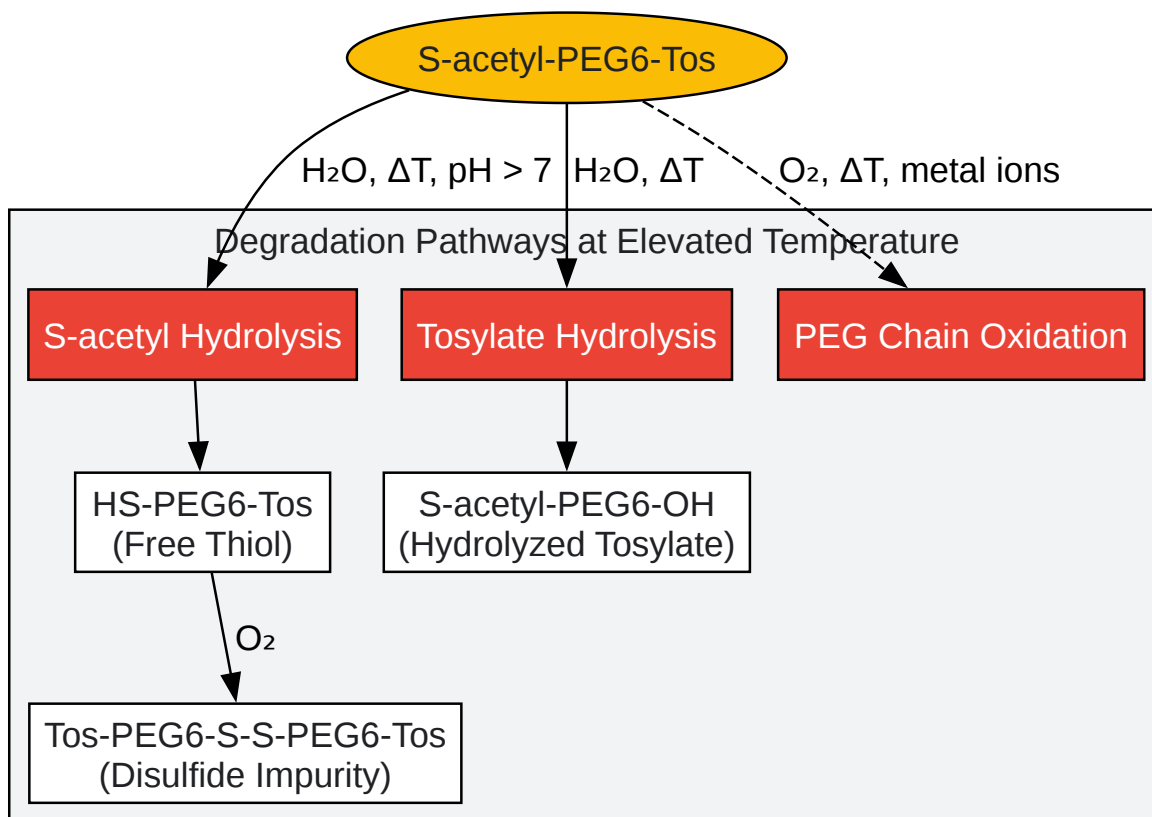 S-acetyl-PEG6-Tos
H₂O, ΔT, pH > 7
H₂O, ΔT
O₂, ΔT, metal ions
Degradation Pathways at Elevated Temperature
S-acetyl Hydrolysis
Tosylate Hydrolysis
PEG Chain Oxidation
HS-PEG6-Tos
(Free Thiol)
S-acetyl-PEG6-OH
(Hydrolyzed Tosylate)
O₂
Tos-PEG6-S-S-PEG6-Tos
(Disulfide Impurity)